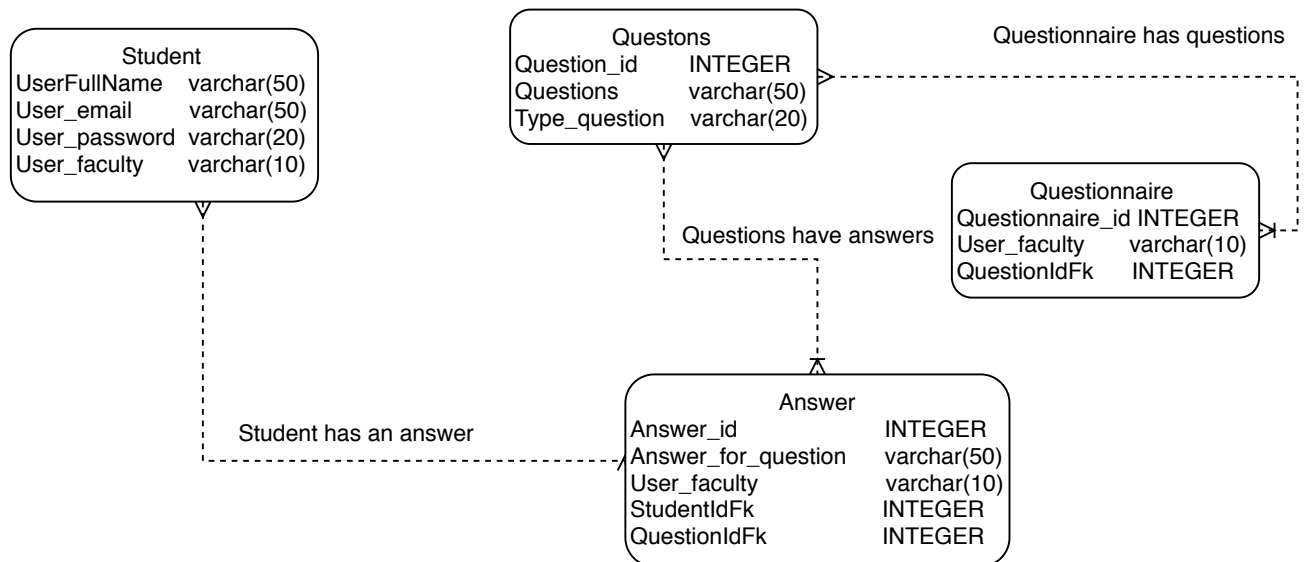 Student
UserFullName varchar(50)
User_email varchar(50)
User_password varchar(20)
User_faculty varchar(10)
Questons
Question_id INTEGER
Questions varchar(50)
Type_question varchar(20)
Questionnaire has questions
Questionnaire
Questionnaire_id INTEGER
User_faculty varchar(10)
QuestionIdFk INTEGER
Questions have answers
Student has an answer
Answer
Answer_id INTEGER
Answer_for_question varchar(50)
User_faculty varchar(10)
StudentIdFk INTEGER
QuestionIdFk INTEGER